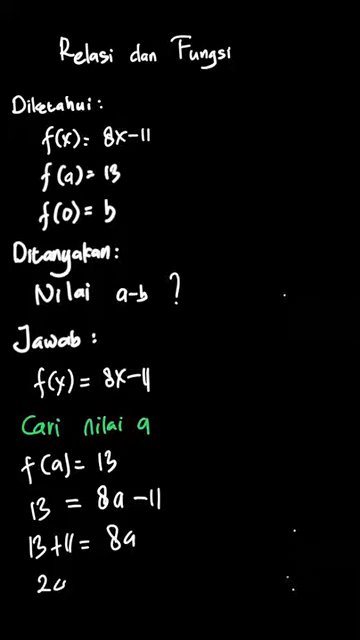 Relasi dan Fungsi
Diketahui:
f(x) = 8x-11
f(a) = 13
f(0) = b
Ditanyakan:
Nilai a-b ?
Jawab:
f(x) = 8x-11
Cari nilai a
f(a) = 13
13 = 8a-11
13+11 = 8a